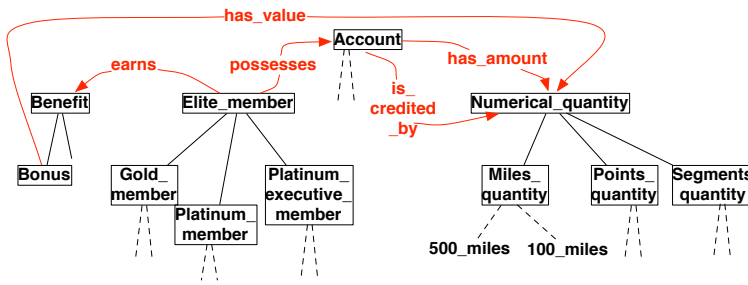 has_value
Account
earns
possesses
has_amount
is_
credited
_by
Benefit
Elite_member
Numerical_quantity
Bonus
Gold_
member
Platinum_
member
Platinum_
executive_
member
Miles_
quantity
Points_
quantity
Segments_
quantity
500_miles
100_miles